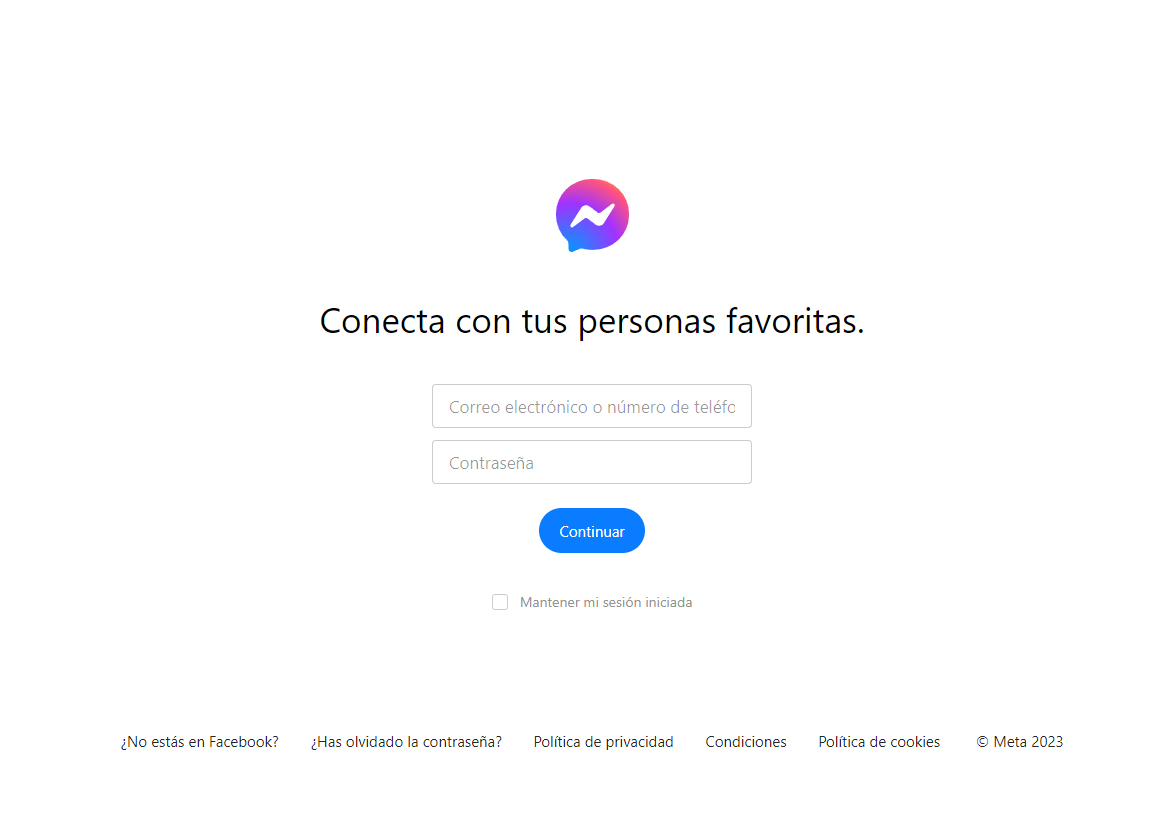 Conecta con tus personas favoritas.
Correo electrónico o número de teléfo
Contraseña
Continuar
Mantener mi sesión iniciada
¿No estás en Facebook? ¿Has olvidado la contraseña? Política de privacidad Condiciones Política de cookies © Meta 2023